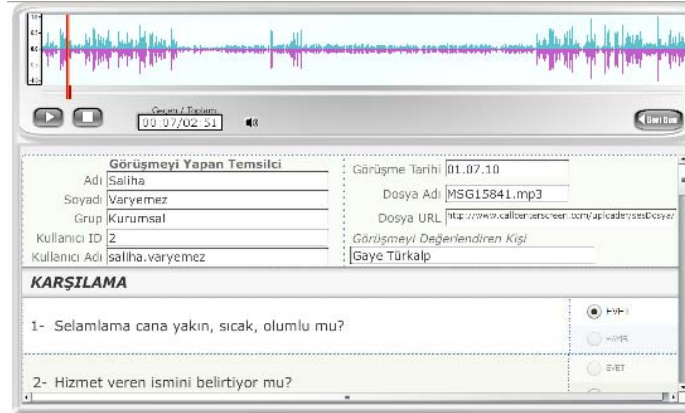 Geçen / Toplam
00:07/02:51
Geri Dön
Görüşmeyi Yapan Temsilci
Adı Saliha
Soyadı Varyemez
Grup Kurumsal
Kullanıcı ID 2
Kullanıcı Adı saliha.varyemez
Görüşme Tarihi 01.07.10
Dosya Adı MSG15841.mp3
Dosya URL http://www.callcenterscreen.com/uploader/sesDosya/
Görüşmeyi Değerlendiren Kişi
Gaye Türkalp
KARŞILAMA
1- Selamlama cana yakın, sıcak, olumlu mu?
EVET
HAYIR
2- Hizmet veren ismini belirtiyor mu?
EVET